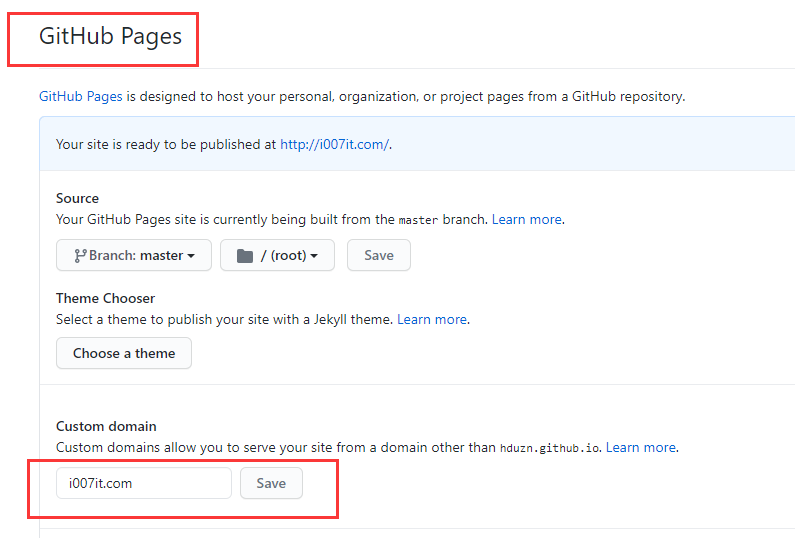 GitHub Pages
GitHub Pages is designed to host your personal, organization, or project pages from a GitHub repository.
Your site is ready to be published at http://i007it.com/.
Source
Your GitHub Pages site is currently being built from the master branch. Learn more.
Branch: master / (root) Save
Theme Chooser
Select a theme to publish your site with a Jekyll theme. Learn more.
Choose a theme
Custom domain
Custom domains allow you to serve your site from a domain other than hduzn.github.io. Learn more.
i007it.com Save